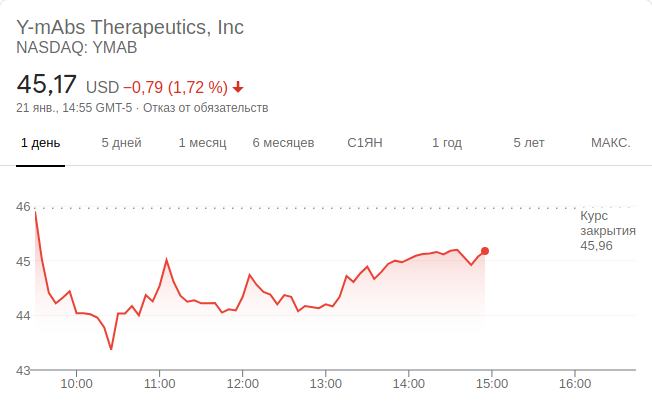 Y-mAbs Therapeutics, Inc
NASDAQ: YMAB
45,17 USD −0,79 (1,72 %)
21 янв., 14:55 GMT-5 · Отказ от обязательств
1 день 5 дней 1 месяц 6 месяцев С1ЯН 1 год 5 лет МАКС.
46
Курс
закрытия
45,96
45
44
43
10:00 11:00 12:00 13:00 14:00 15:00 16:00